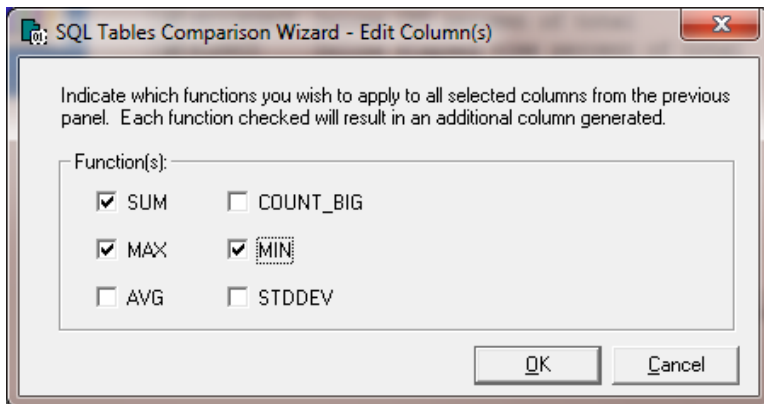 SQL Tables Comparison Wizard - Edit Column(s)
Indicate which functions you wish to apply to all selected columns from the previous
panel. Each function checked will result in an additional column generated.
Function(s):
SUM COUNT_BIG
MAX MIN
AVG STDDEV
OK Cancel